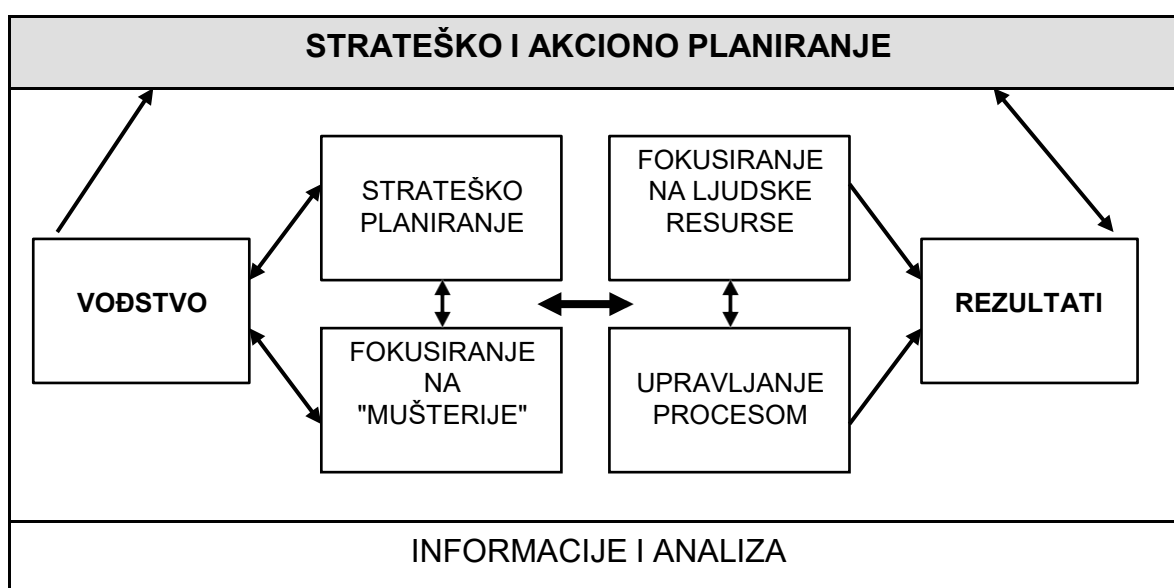 STRATEŠKO I AKCIONO PLANIRANJE
STRATEŠKO
PLANIRANJE
FOKUSIRANJE
NA LJUDSKE
RESURSE
VOĐSTVO
REZULTATI
FOKUSIRANJE
NA
"MUŠTERIJE"
UPRAVLJANJE
PROCESOM
INFORMACIJE I ANALIZA